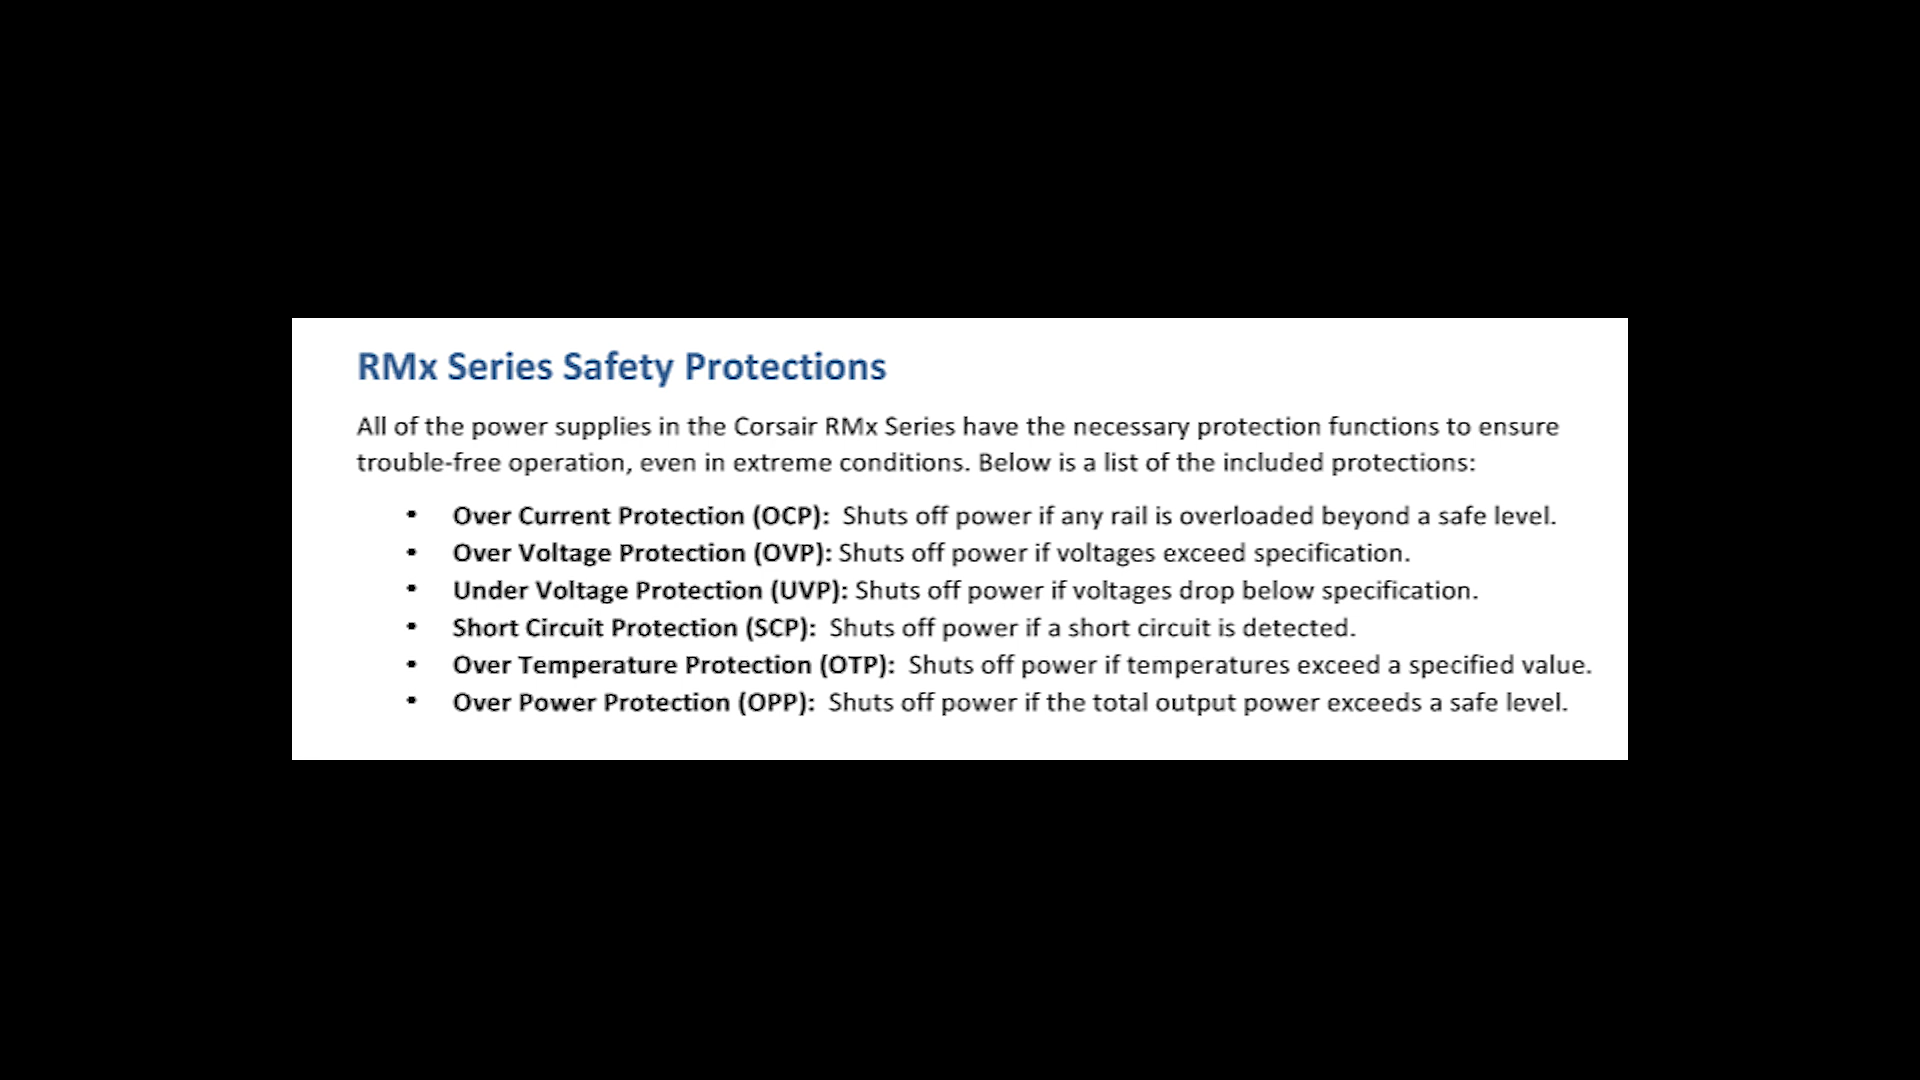 RMx Series Safety Protections
All of the power supplies in the Corsair RMx Series have the necessary protection functions to ensure
trouble-free operation, even in extreme conditions. Below is a list of the included protections:
• Over Current Protection (OCP): Shuts off power if any rail is overloaded beyond a safe level.
• Over Voltage Protection (OVP): Shuts off power if voltages exceed specification.
• Under Voltage Protection (UVP): Shuts off power if voltages drop below specification.
• Short Circuit Protection (SCP): Shuts off power if a short circuit is detected.
• Over Temperature Protection (OTP): Shuts off power if temperatures exceed a specified value.
• Over Power Protection (OPP): Shuts off power if the total output power exceeds a safe level.